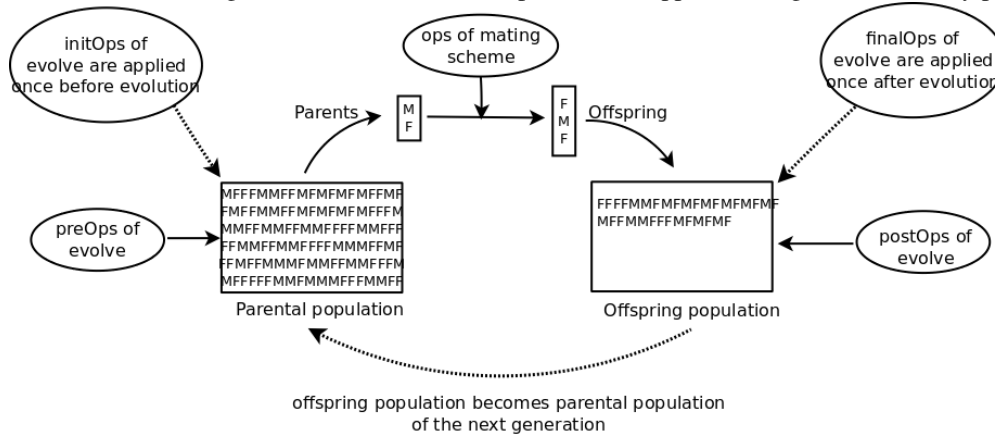 initOps of
evolve are applied
once before evolution
ops of mating
scheme
finalOps of
evolve are applied
once after evolution
Parents
M
F
F
M
F
Offspring
MFFFMMFFMFMFMFMFFMF
FMFFMMFFMFMFMFMFFFM
MMFFMMFFMMFFFFMMFFF
FFMMFFMMFFFFMMMFFMF
FFMFFMMMFMMFFMMFFFM
MFFFFFMMFMMMFFFMMFF
FFFFMMFMFMFMFMFMFMF
MFFMMFFFMFMFMF
preOps of
evolve
postOps of
evolve
Parental population
Offspring population
offspring population becomes parental population
of the next generation